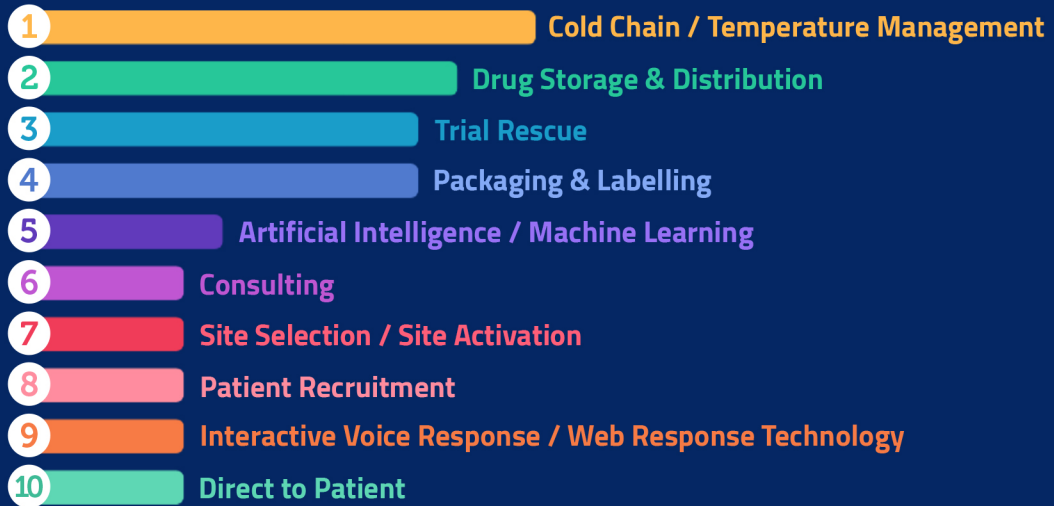 1 Cold Chain / Temperature Management
2 Drug Storage & Distribution
3 Trial Rescue
4 Packaging & Labelling
5 Artificial Intelligence / Machine Learning
6 Consulting
7 Site Selection / Site Activation
8 Patient Recruitment
9 Interactive Voice Response / Web Response Technology
10 Direct to Patient